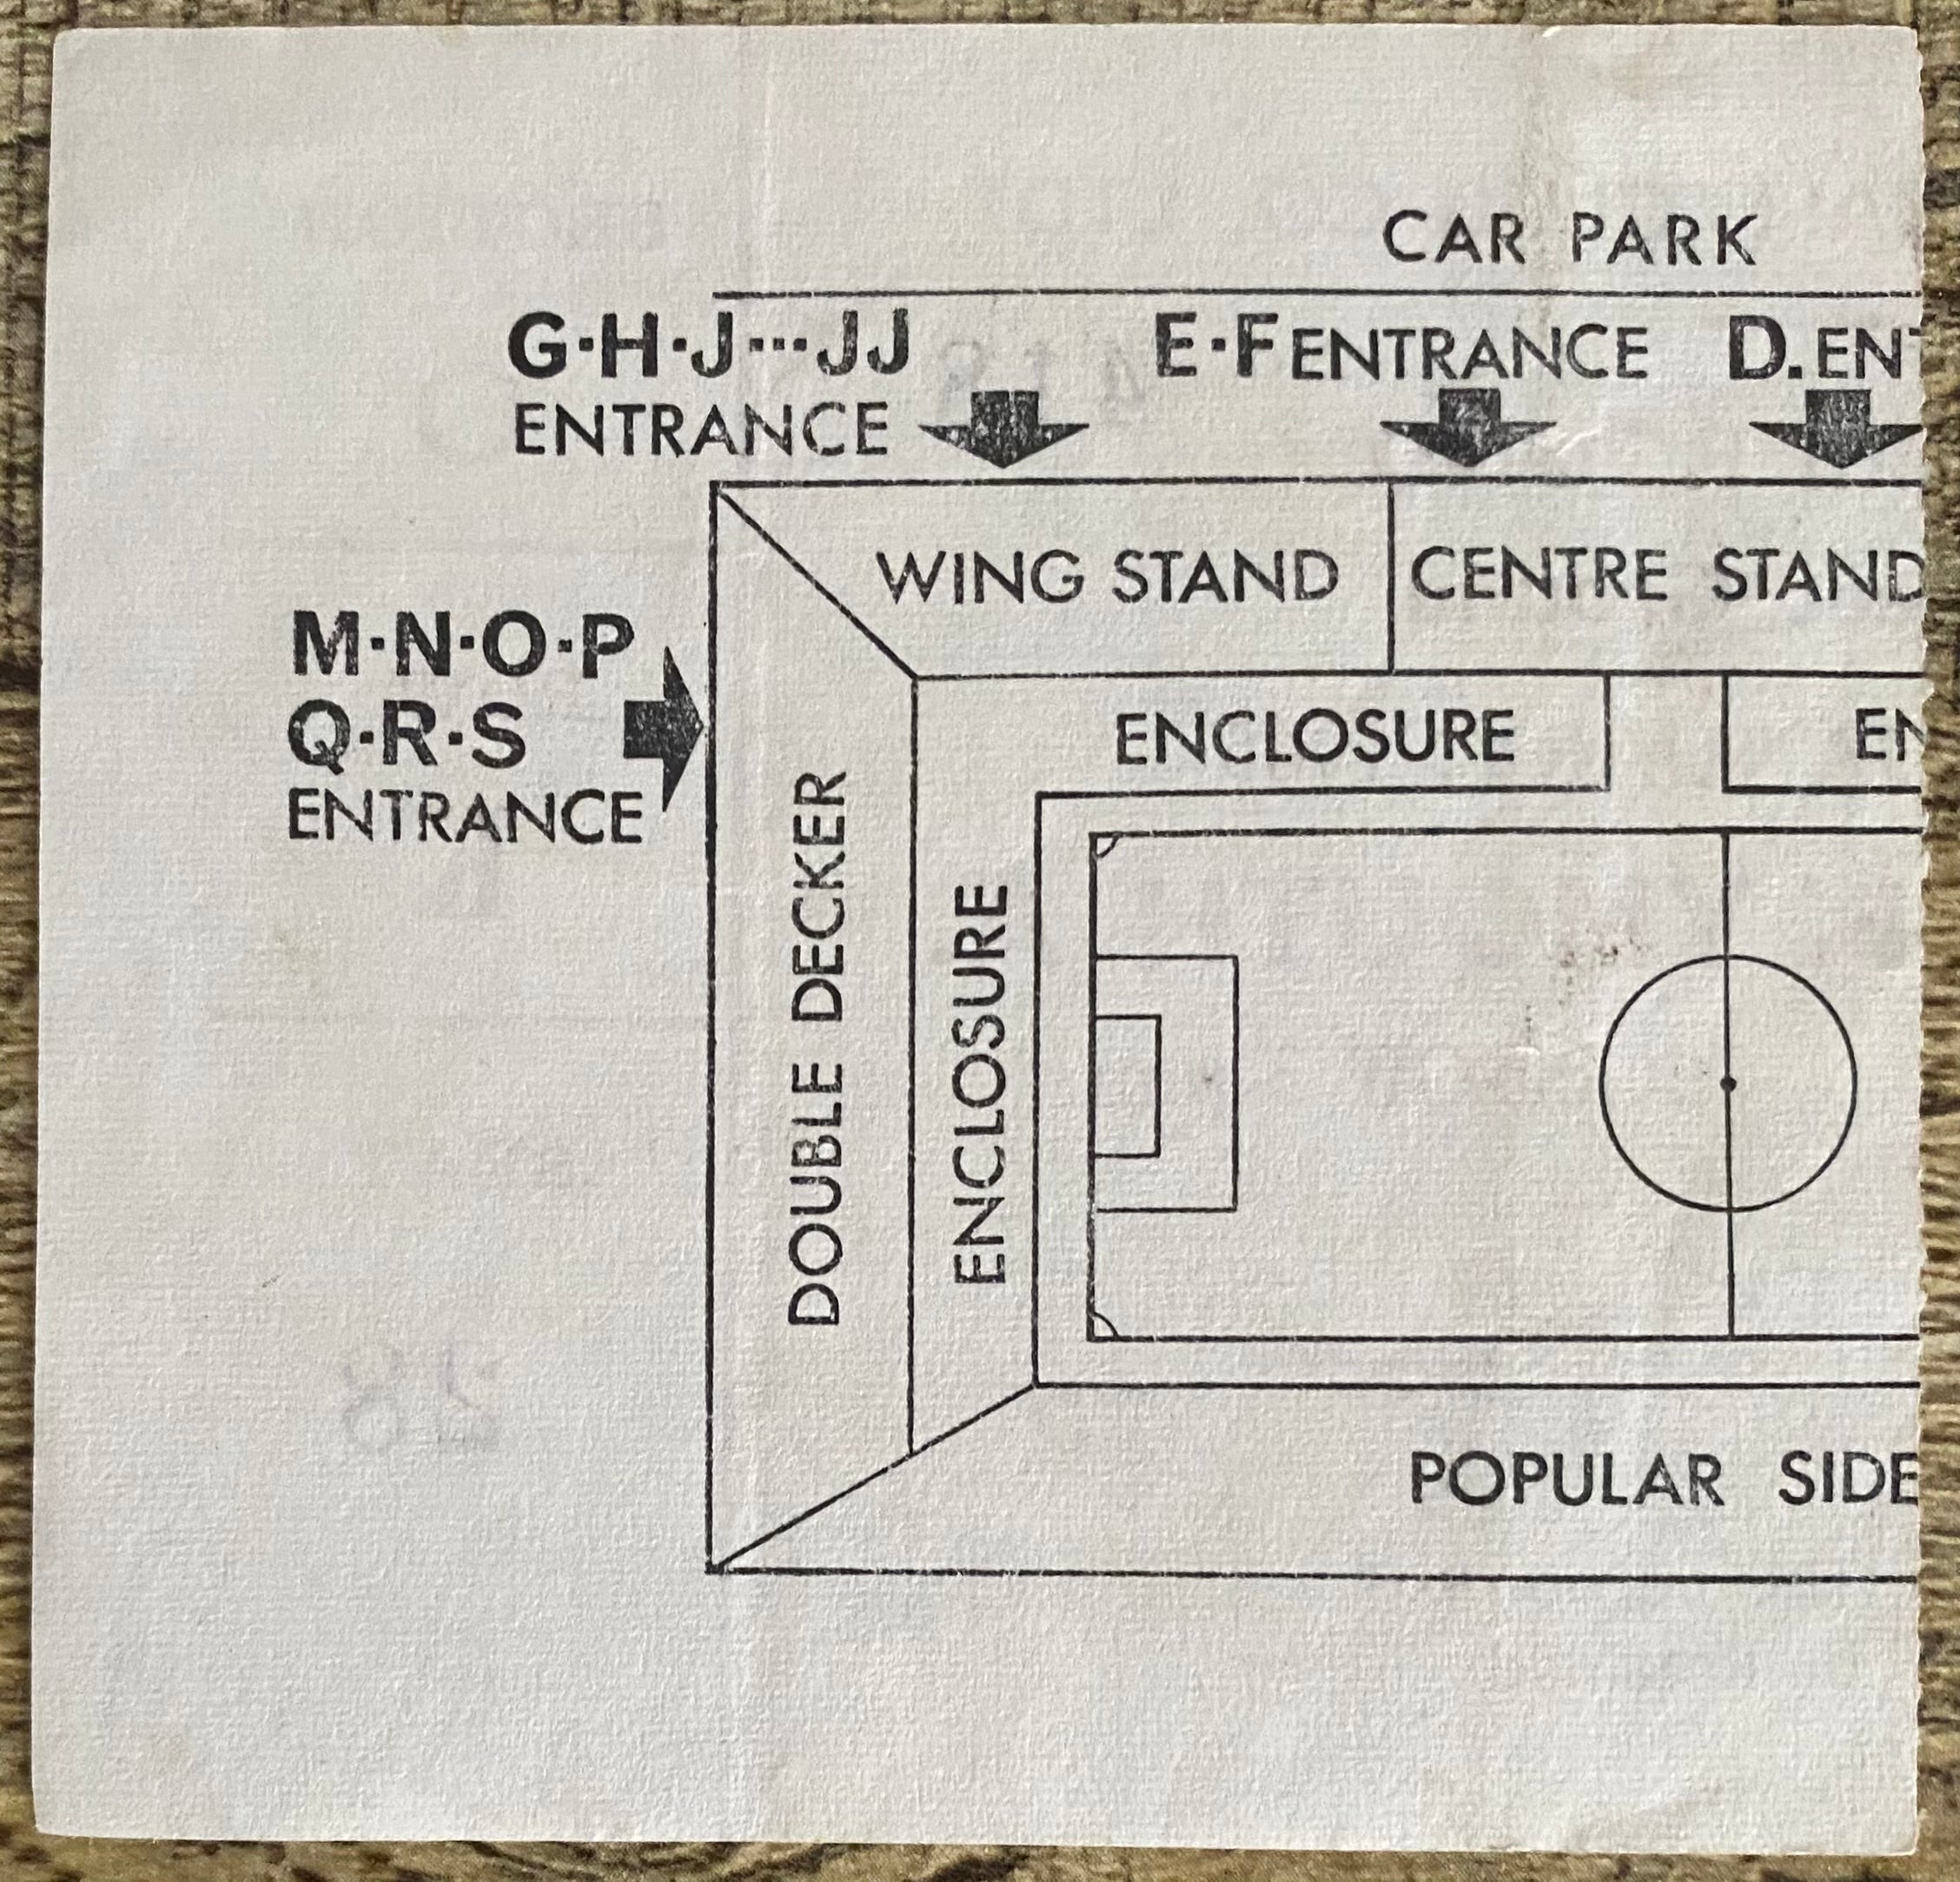 CAR PARK
G·H·J···JJ
ENTRANCE
E·F ENTRANCE
D. ENT
WING STAND
CENTRE STAND
M·N·O·P
Q·R·S
ENTRANCE
ENCLOSURE
EN
DOUBLE DECKER
ENCLOSURE
POPULAR SIDE